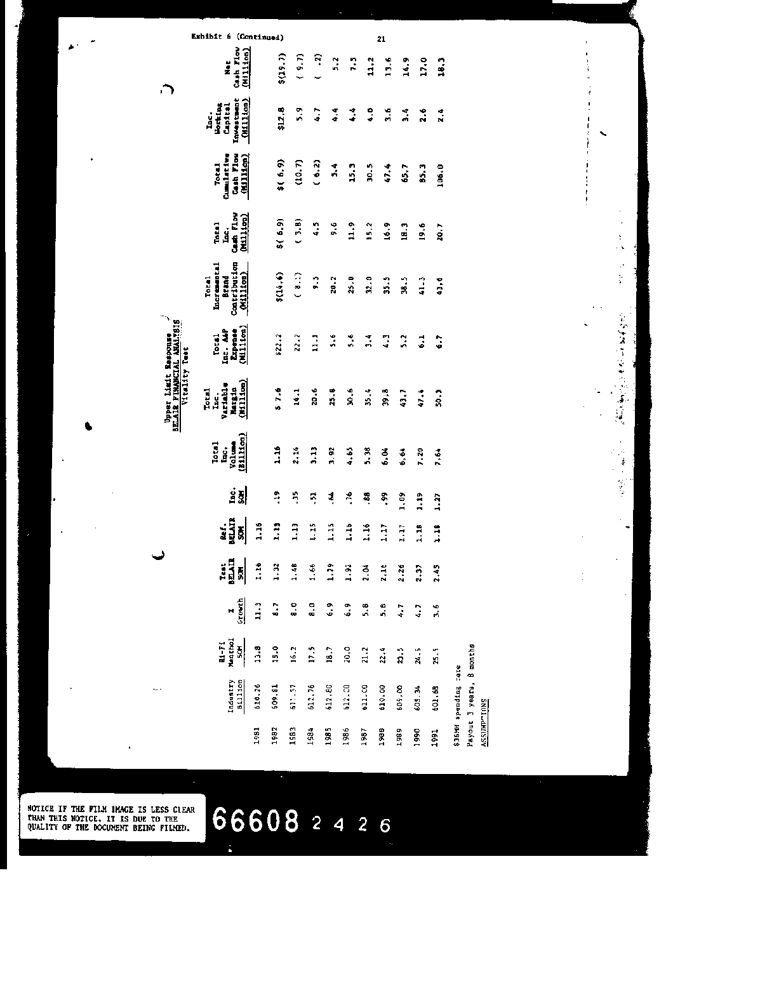 Exhibit 6 (Continued)
21
Upper Limit Response
BELAIR FINANCIAL ANALYSIS
Vitality Test
Industry Billion | Hi-Fi Menthol SOM | % Growth | Test BELAIR SOM | Ref. BELAIR SOM | Inc. SOM | Total Inc. Volume (Billion) | Total Inc. Variable Margin (Million) | Total Inc. A&P Expense (Million) | Total Incremental Brand Contribution (Million) | Total Inc. Cash Flow (Million) | Total Cumulative Cash Flow (Million) | Inc. Working Capital Investment (Million) | Net Cash Flow (Million)
1981 610.26 13.8 11.3 1.16 1.16
1982 609.81 15.0 8.7 1.32 1.13 .19 1.16 $ 7.6 $22.2 $(14.6) $( 6.9) $( 6.9) $12.8 $(19.7)
1983 611.57 16.2 8.0 1.48 1.13 .35 2.14 14.1 22.2 ( 8.1) ( 3.8) (10.7) 5.9 ( 9.7)
1984 612.76 17.5 8.0 1.66 1.15 .51 3.13 20.6 11.1 9.5 4.5 ( 6.2) 4.7 ( .2)
1985 612.80 18.7 6.9 1.79 1.15 .64 3.92 25.8 5.6 20.2 9.6 3.4 4.4 5.2
1986 612.00 20.0 6.9 1.92 1.16 .76 4.65 30.6 5.6 25.0 11.9 15.3 4.4 7.5
1987 611.00 21.2 5.8 2.04 1.16 .88 5.38 35.4 3.4 32.0 15.2 30.5 4.0 11.2
1988 610.00 22.4 5.8 2.16 1.17 .99 6.04 39.8 4.3 35.5 16.9 47.4 3.6 13.6
1989 609.00 23.5 4.7 2.26 1.17 1.09 6.64 43.7 5.2 38.5 18.3 65.7 3.4 14.9
1990 605.34 24.5 4.7 2.37 1.18 1.19 7.20 47.4 6.1 41.3 19.6 85.3 2.6 17.0
1991 601.68 25.5 3.6 2.45 1.18 1.27 7.64 50.3 6.7 43.6 20.7 106.0 2.4 18.3
$36MM spending rate
Payout 3 years, 8 months
ASSUMPTIONS
NOTICE IF THE FILM IMAGE IS LESS CLEAR
THAN THIS NOTICE, IT IS DUE TO THE
QUALITY OF THE DOCUMENT BEING FILMED.
66608 2426